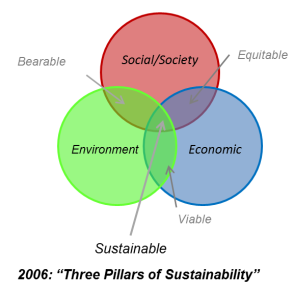 Social/Society
Bearable
Equitable
Environment
Economic
Viable
Sustainable
2006: “Three Pillars of Sustainability”